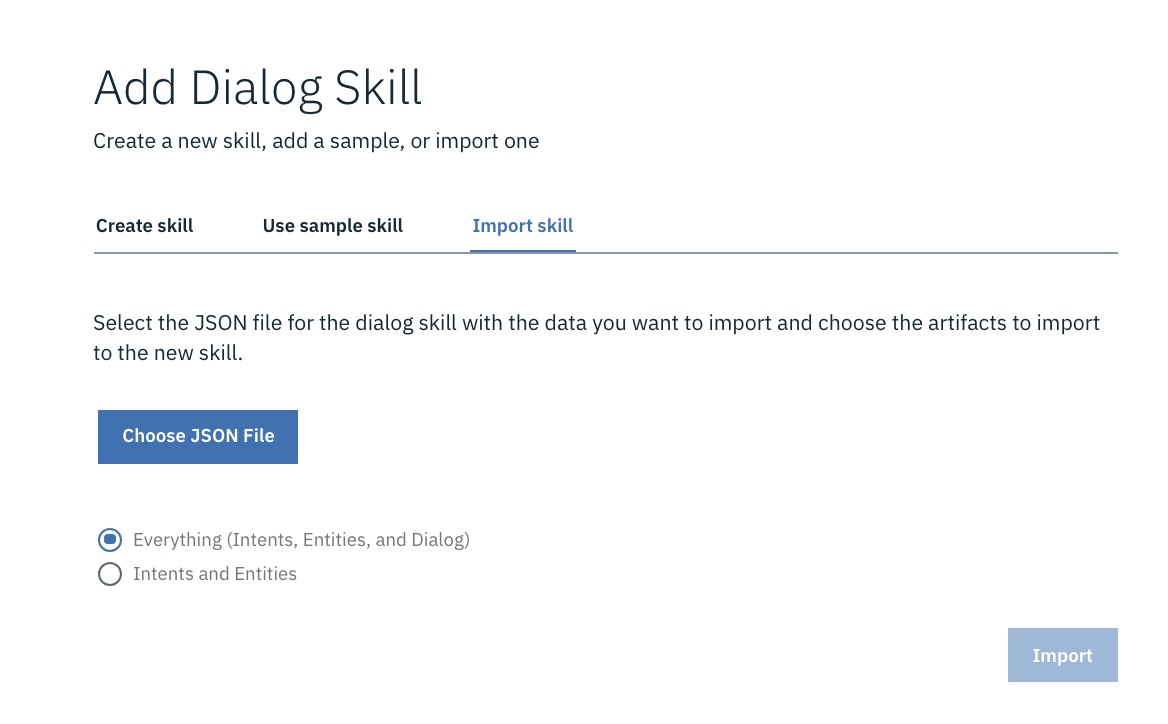 Add Dialog Skill
Create a new skill, add a sample, or import one
Create skill Use sample skill Import skill
Select the JSON file for the dialog skill with the data you want to import and choose the artifacts to import
to the new skill.
Choose JSON File
Everything (Intents, Entities, and Dialog)
Intents and Entities
Import